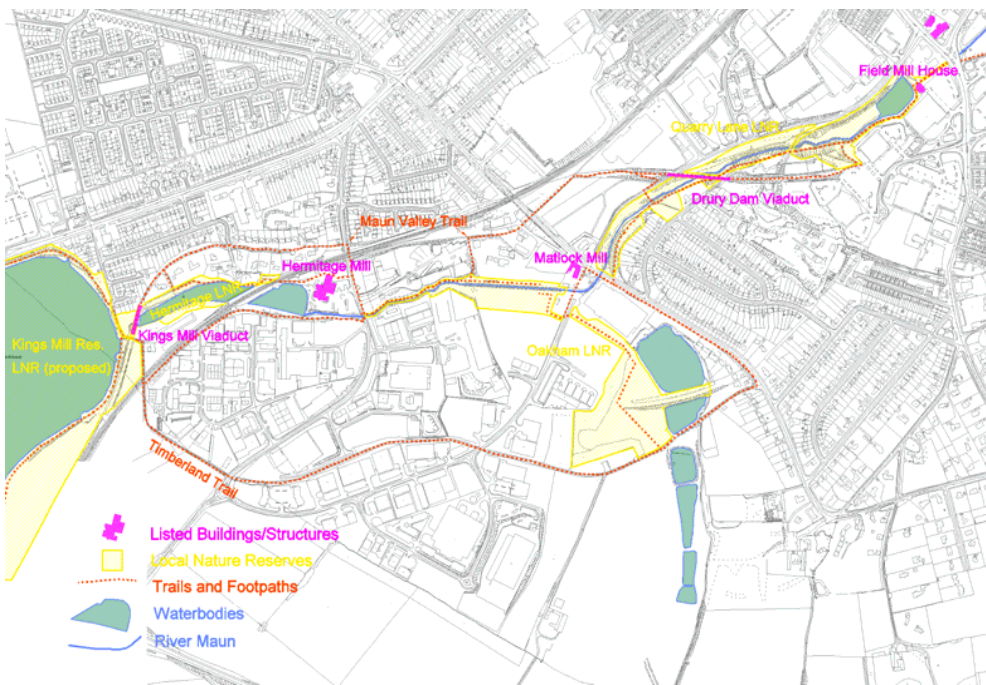 Field Mill House
Quarry Lane LNR
Drury Dam Viaduct
Maun Valley Trail
Matlock Mill
Hermitage Mill
Hermitage LNR
Kings Mill Viaduct
Kings Mill Res.
LNR (proposed)
Oakham LNR
Timberland Trail
Listed Buildings/Structures
Local Nature Reserves
Trails and Footpaths
Waterbodies
River Maun